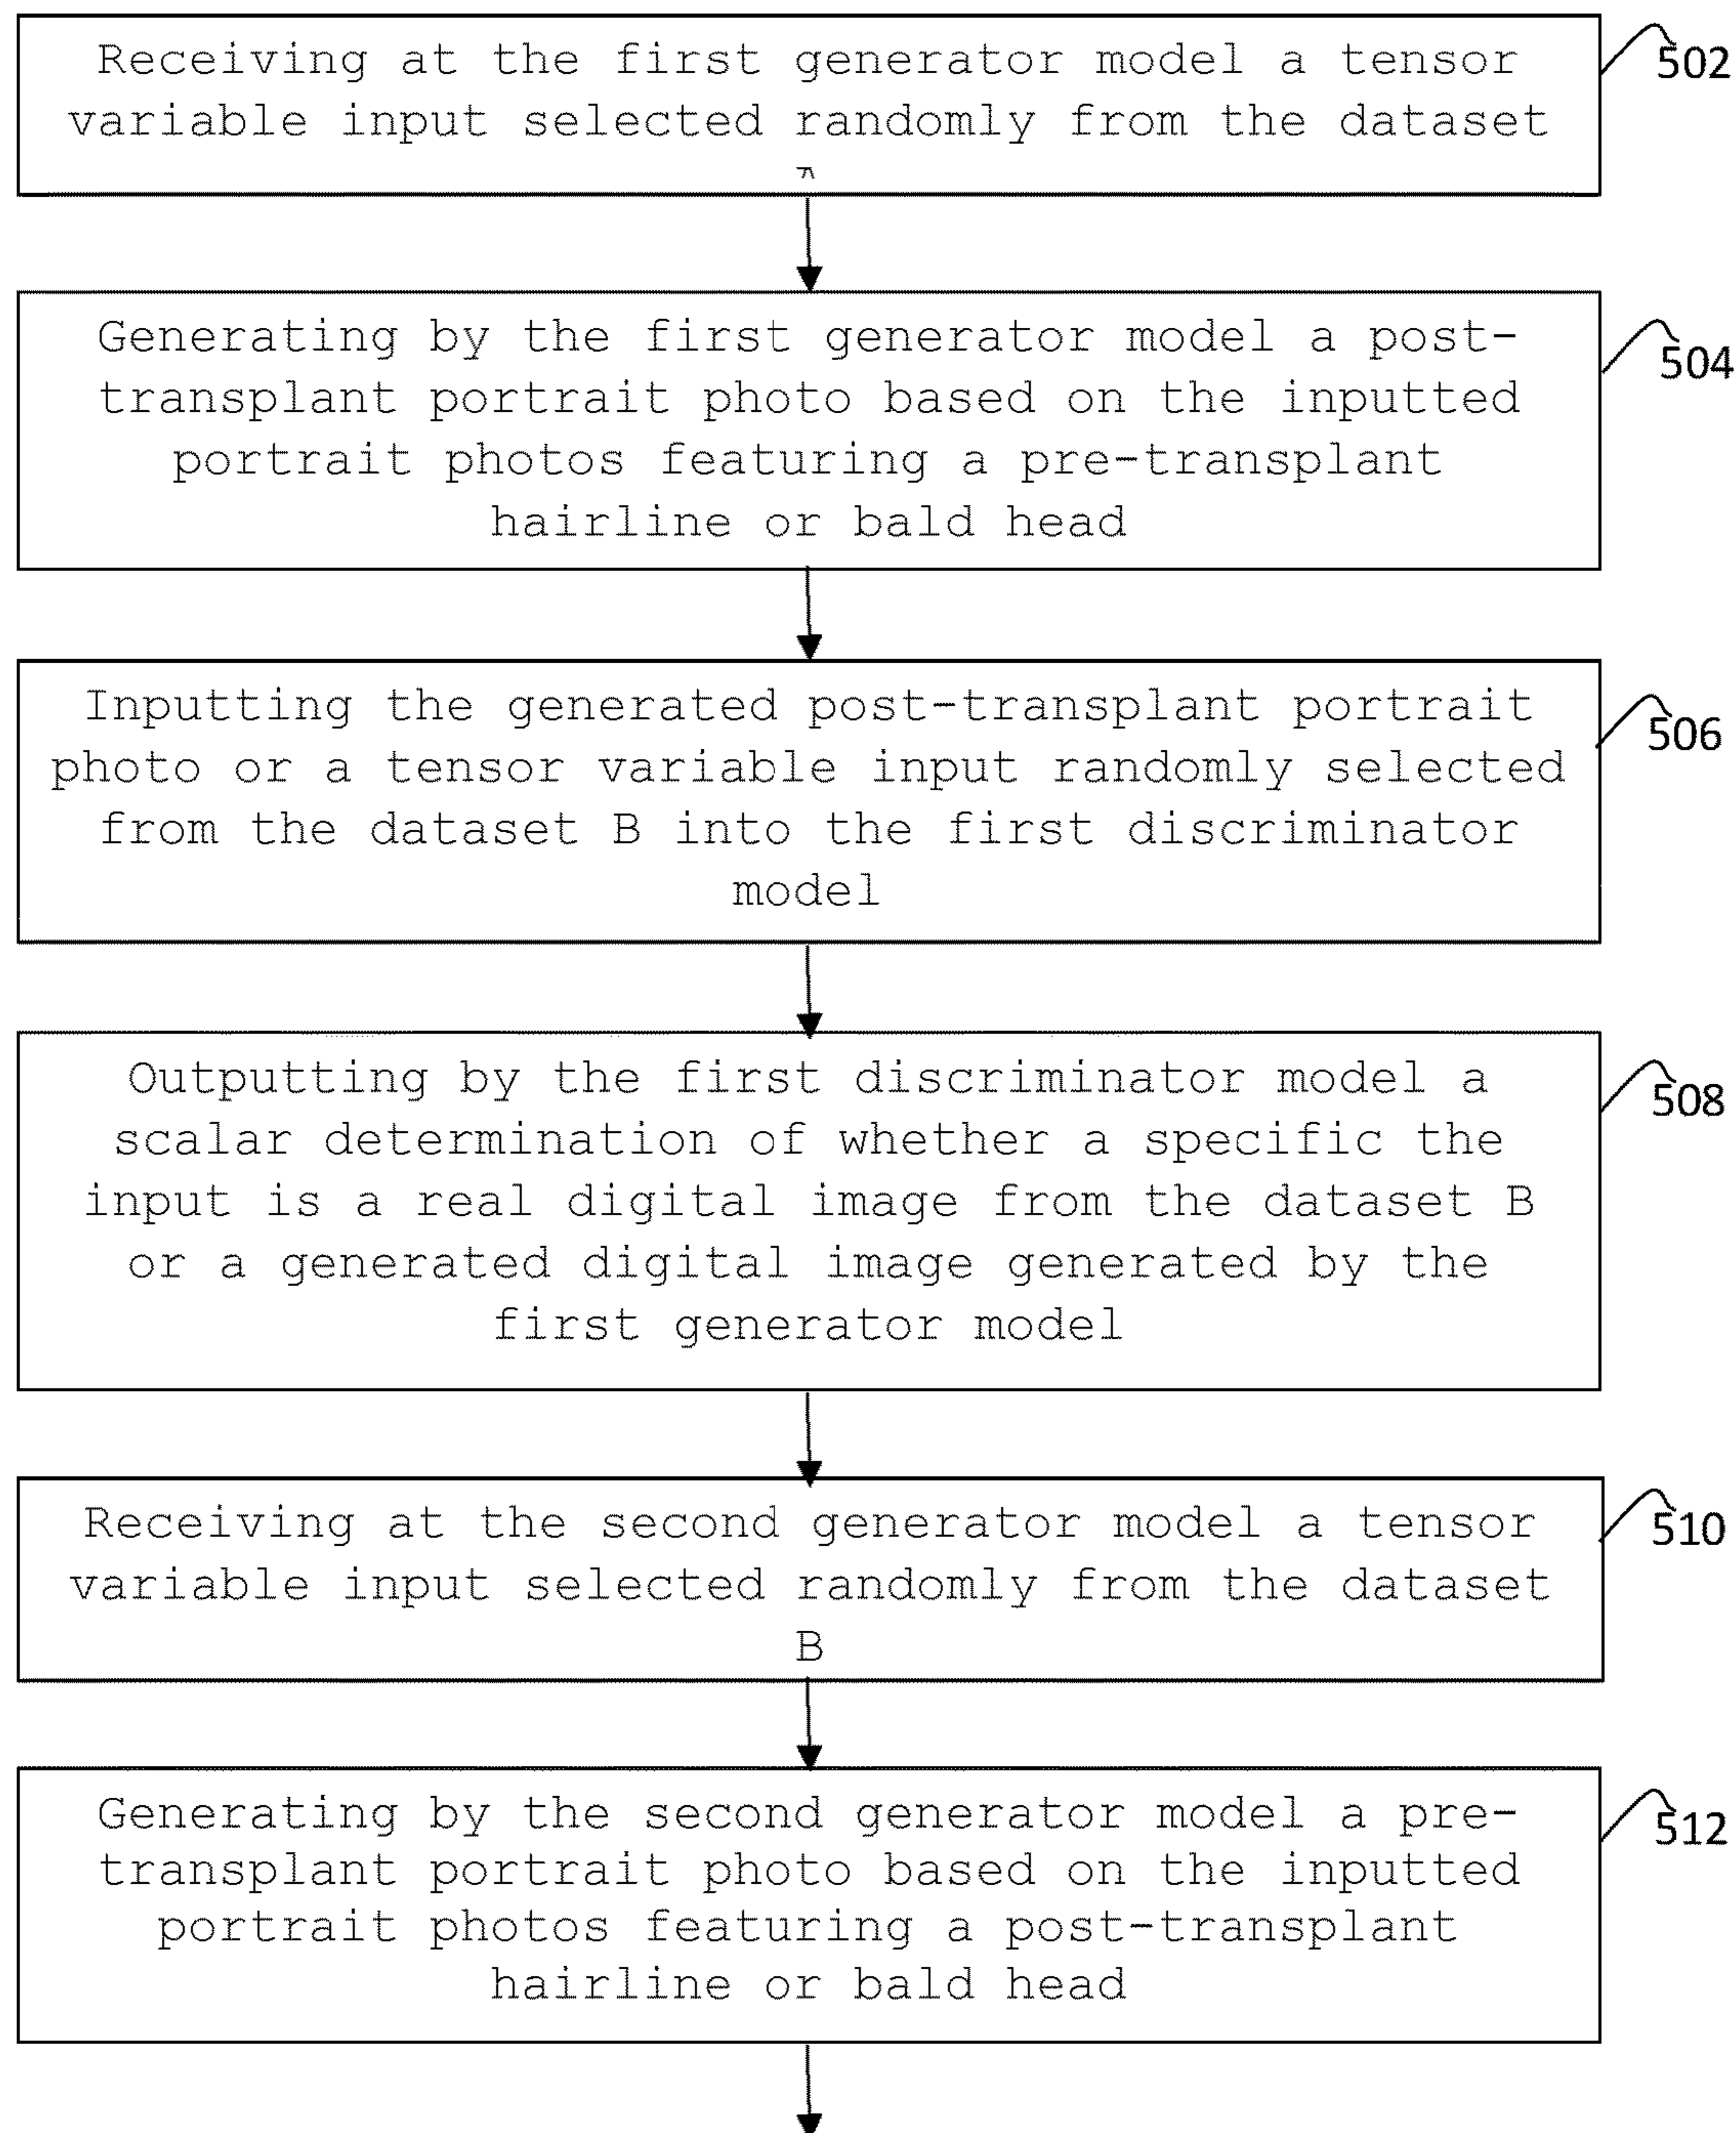 Receiving at the first generator model a tensor
variable input selected randomly from the dataset
502
Generating by the first generator model a post-
transplant portrait photo based on the inputted
portrait photos featuring a pre-transplant
hairline or bald head
504
Inputting the generated post-transplant portrait
photo or a tensor variable input randomly selected
from the dataset B into the first discriminator
model
506
Outputting by the first discriminator model a
scalar determination of whether a specific the
input is a real digital image from the dataset B
or a generated digital image generated by the
first generator model
508
Receiving at the second generator model a tensor
variable input selected randomly from the dataset
B
510
Generating by the second generator model a pre-
transplant portrait photo based on the inputted
portrait photos featuring a post-transplant
hairline or bald head
512